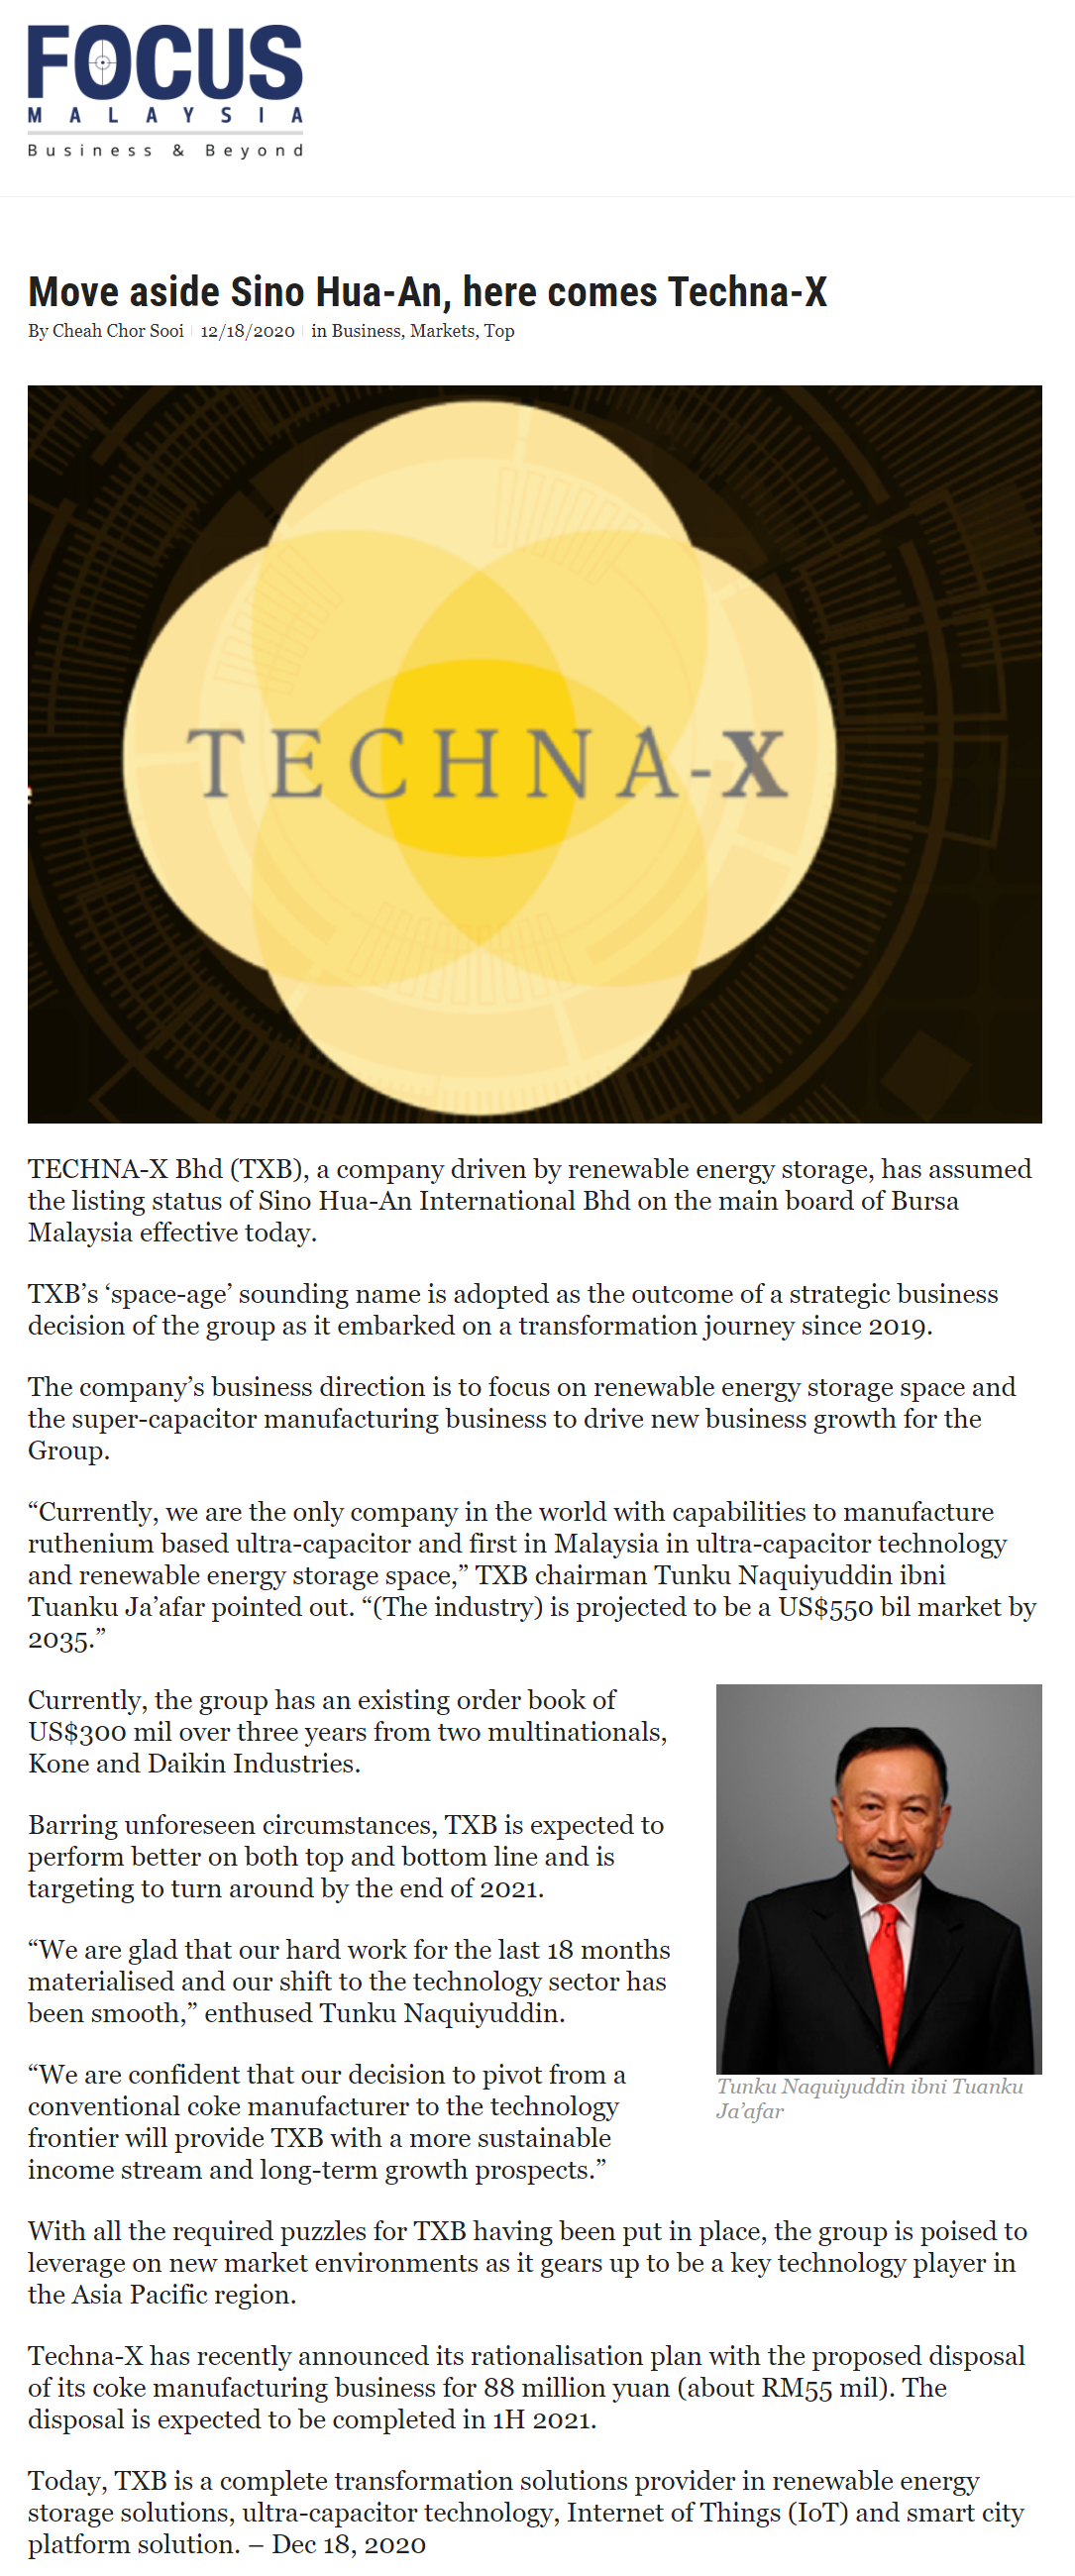 FOCUS
MALAYSIA
Business & Beyond
Move aside Sino Hua-An, here comes Techna-X
By Cheah Chor Sooi 12/18/2020 in Business, Markets, Top
TECHNA-X
TECHNA-X Bhd (TXB), a company driven by renewable energy storage, has assumed
the listing status of Sino Hua-An International Bhd on the main board of Bursa
Malaysia effective today.
TXB’s ‘space-age’ sounding name is adopted as the outcome of a strategic business
decision of the group as it embarked on a transformation journey since 2019.
The company’s business direction is to focus on renewable energy storage space and
the super-capacitor manufacturing business to drive new business growth for the
Group.
“Currently, we are the only company in the world with capabilities to manufacture
ruthenium based ultra-capacitor and first in Malaysia in ultra-capacitor technology
and renewable energy storage space,” TXB chairman Tunku Naquiyuddin ibni
Tuanku Ja’afar pointed out. “(The industry) is projected to be a US$550 bil market by
2035.”
Currently, the group has an existing order book of
US$300 mil over three years from two multinationals,
Kone and Daikin Industries.
Barring unforeseen circumstances, TXB is expected to
perform better on both top and bottom line and is
targeting to turn around by the end of 2021.
“We are glad that our hard work for the last 18 months
materialised and our shift to the technology sector has
been smooth,” enthused Tunku Naquiyuddin.
“We are confident that our decision to pivot from a
conventional coke manufacturer to the technology
frontier will provide TXB with a more sustainable
income stream and long-term growth prospects.”
Tunku Naquiyuddin ibni Tuanku
Ja’afar
With all the required puzzles for TXB having been put in place, the group is poised to
leverage on new market environments as it gears up to be a key technology player in
the Asia Pacific region.
Techna-X has recently announced its rationalisation plan with the proposed disposal
of its coke manufacturing business for 88 million yuan (about RM55 mil). The
disposal is expected to be completed in 1H 2021.
Today, TXB is a complete transformation solutions provider in renewable energy
storage solutions, ultra-capacitor technology, Internet of Things (IoT) and smart city
platform solution. – Dec 18, 2020